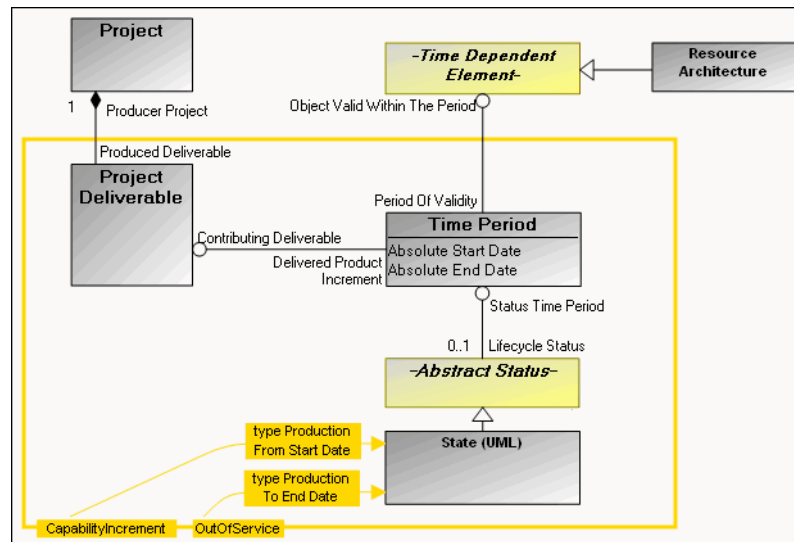 Project
-Time Dependent
Element-
Resource
Architecture
1
Producer Project
Object Valid Within The Period
Produced Deliverable
Project
Deliverable
Period Of Validity
Time Period
Contributing Deliverable
Absolute Start Date
Delivered Product
Increment
Absolute End Date
Status Time Period
0..1
Lifecycle Status
-Abstract Status-
type Production
From Start Date
State (UML)
type Production
To End Date
CapabilityIncrement
OutOfService